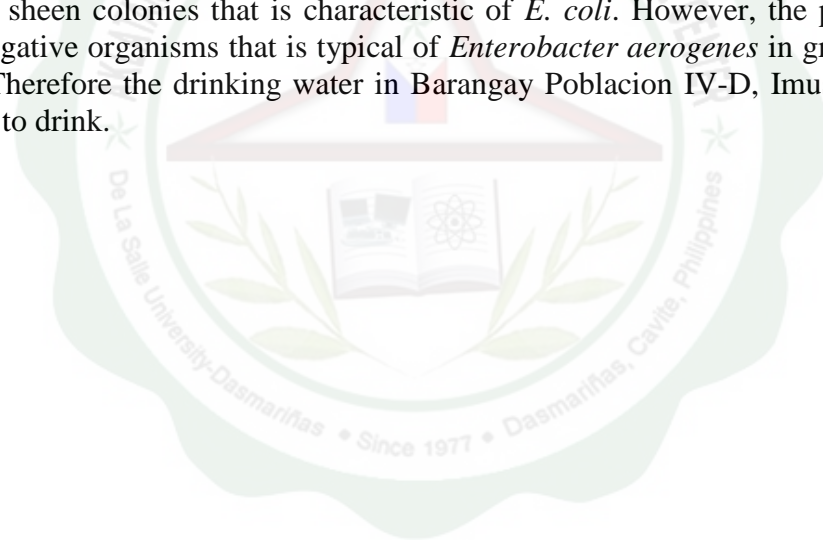 sheen colonies that is characteristic of E. coli. However, the p
gative organisms that is typical of Enterobacter aerogenes in gr
Therefore the drinking water in Barangay Poblacion IV-D, Imu
to drink.
De La Salle University-Dasmariñas • Since 1977 • Dasmariñas, Cavite, Philippines